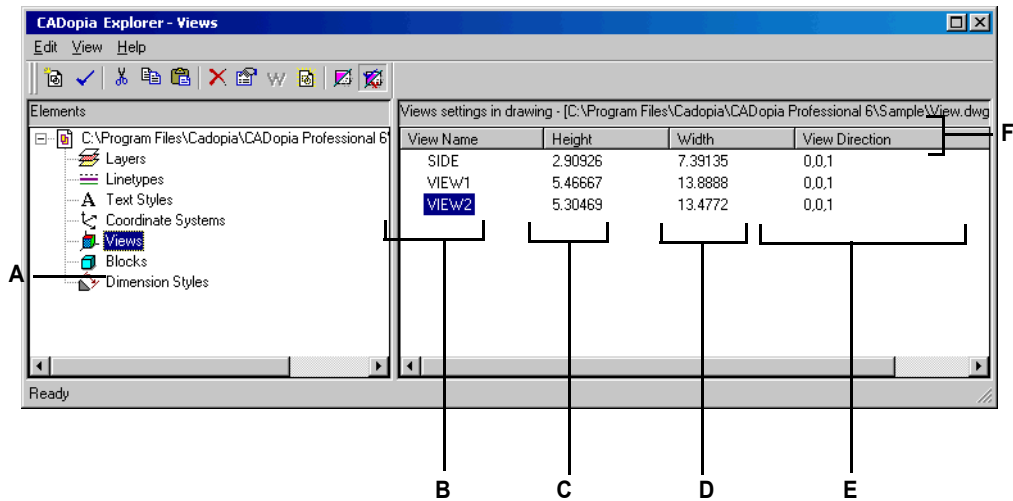 CADopia Explorer - Views
Edit View Help
Elements
C:\Program Files\Cadopia\CADopia Professional 6\
Layers
Linetypes
Text Styles
Coordinate Systems
Views
Blocks
Dimension Styles
Views settings in drawing - [C:\Program Files\Cadopia\CADopia Professional 6\Sample\View.dwg
View Name Height Width View Direction
SIDE 2.90926 7.39135 0,0,1
VIEW1 5.46667 13.8888 0,0,1
VIEW2 5.30469 13.4772 0,0,1
Ready
A
F
B C D E